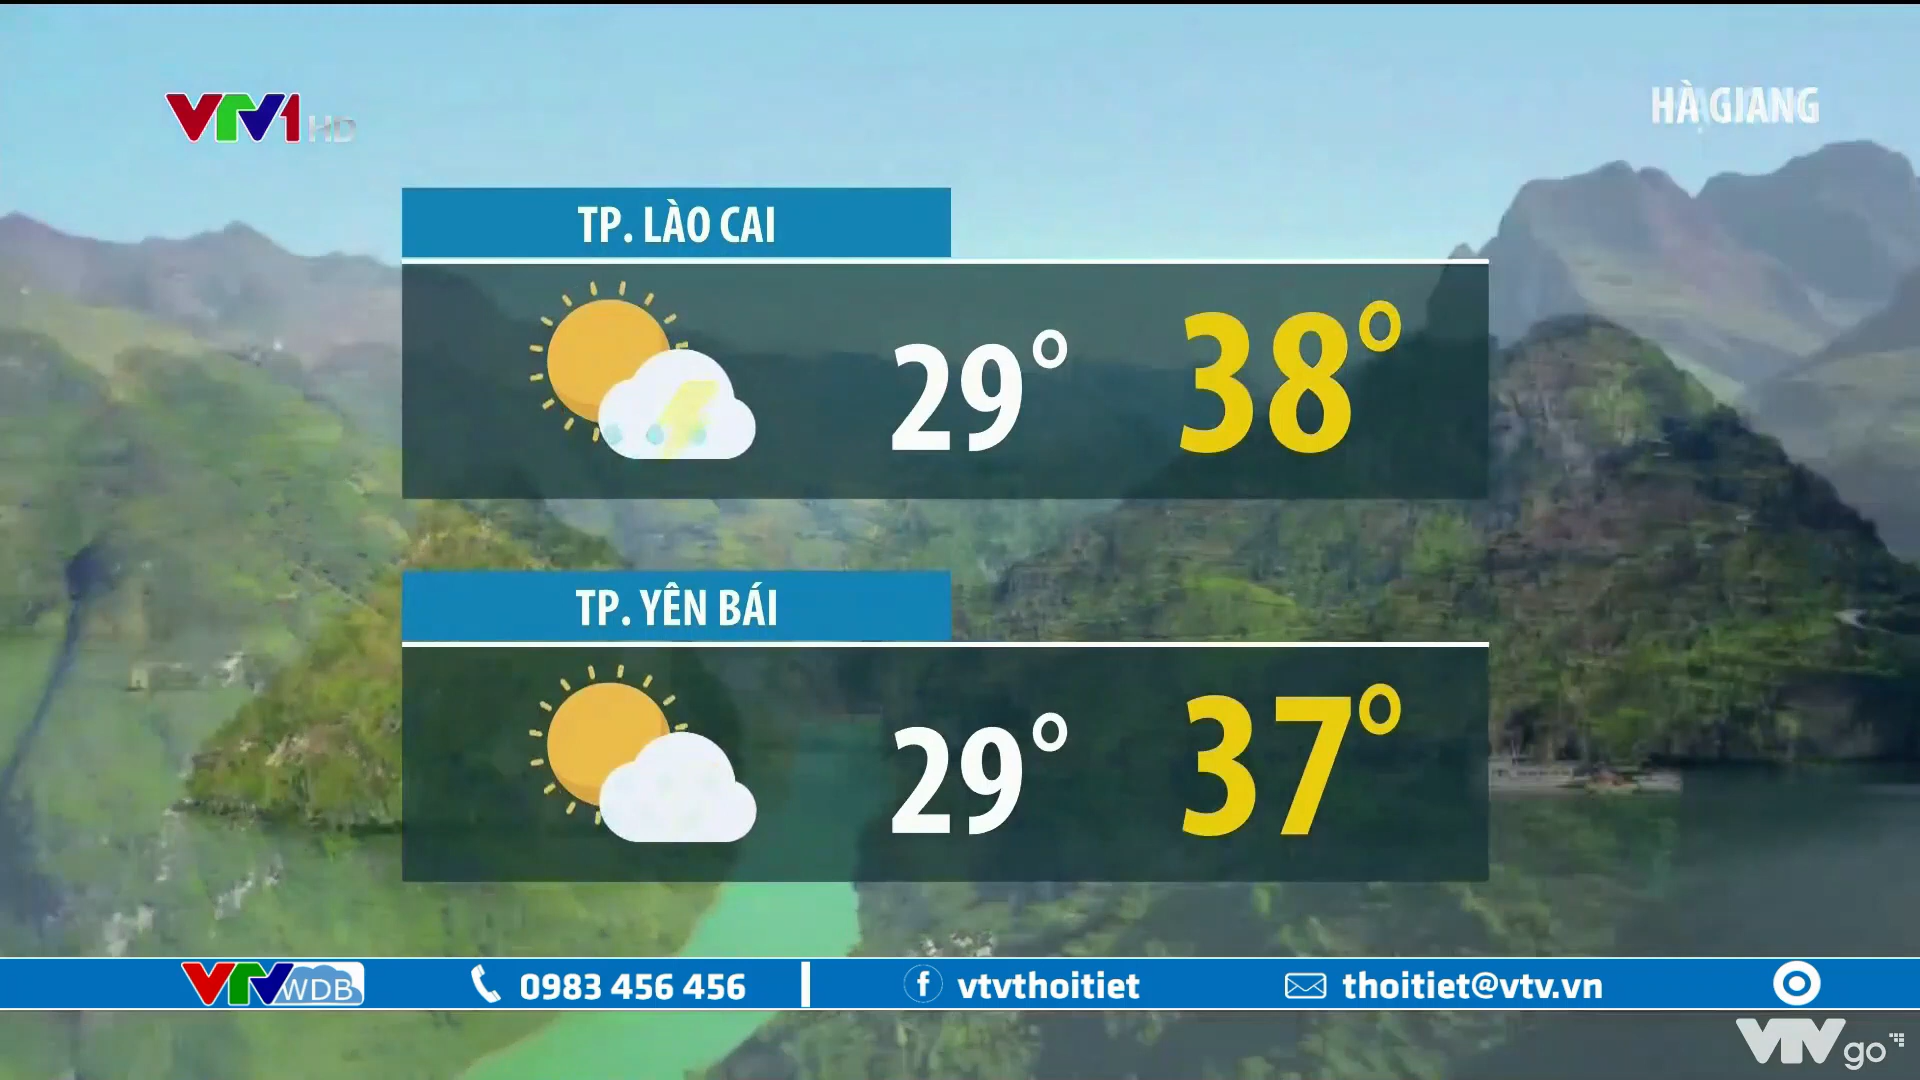 VTV1 HD
HÀ GIANG
TP. LÀO CAI
29° 38°
TP. YÊN BÁI
29° 37°
VTV WDB 0983 456 456 vtvthoitiet thoitiet@vtv.vn
VTV go